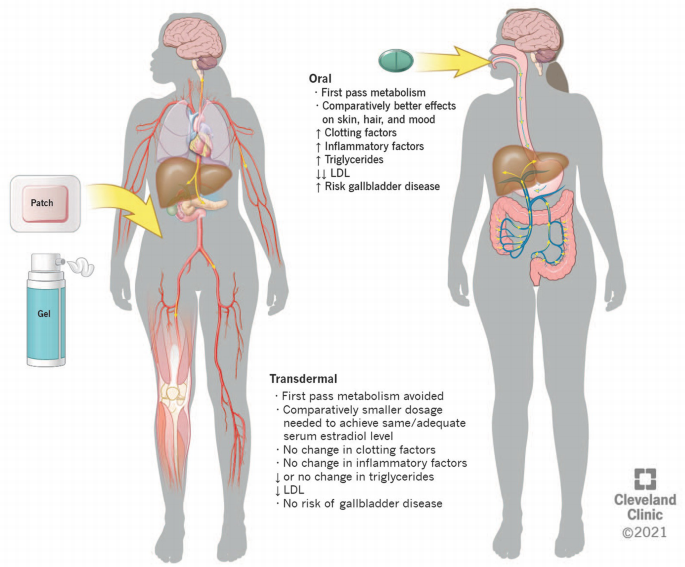 Oral
· First pass metabolism
· Comparatively better effects
on skin, hair, and mood
↑ Clotting factors
↑ Inflammatory factors
↑ Triglycerides
↓↓ LDL
↑ Risk gallbladder disease
Patch
Gel
Transdermal
· First pass metabolism avoided
· Comparatively smaller dosage
needed to achieve same/adequate
serum estradiol level
· No change in clotting factors
· No change in inflammatory factors
↓ or no change in triglycerides
↓ LDL
· No risk of gallbladder disease
Cleveland
Clinic
©2021